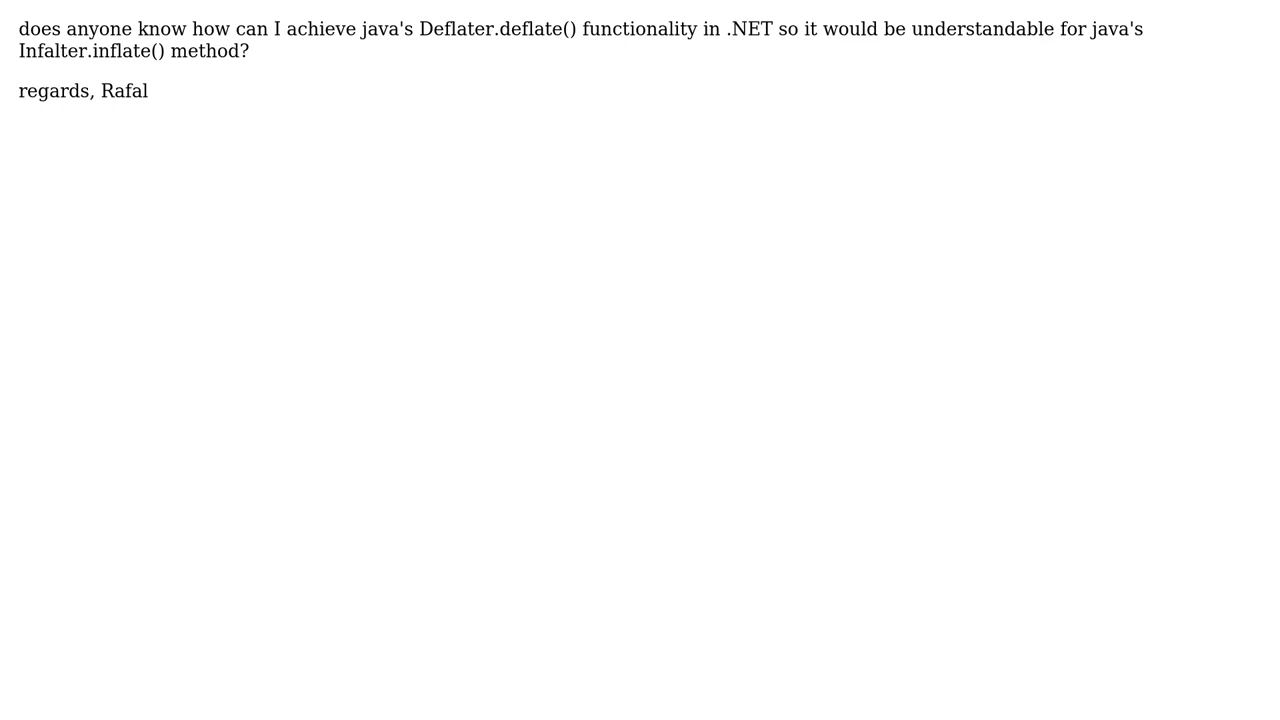 does anyone know how can I achieve java's Deflater.deflate() functionality in .NET so it would be understandable for java's
Infalter.inflate() method?
regards, Rafal